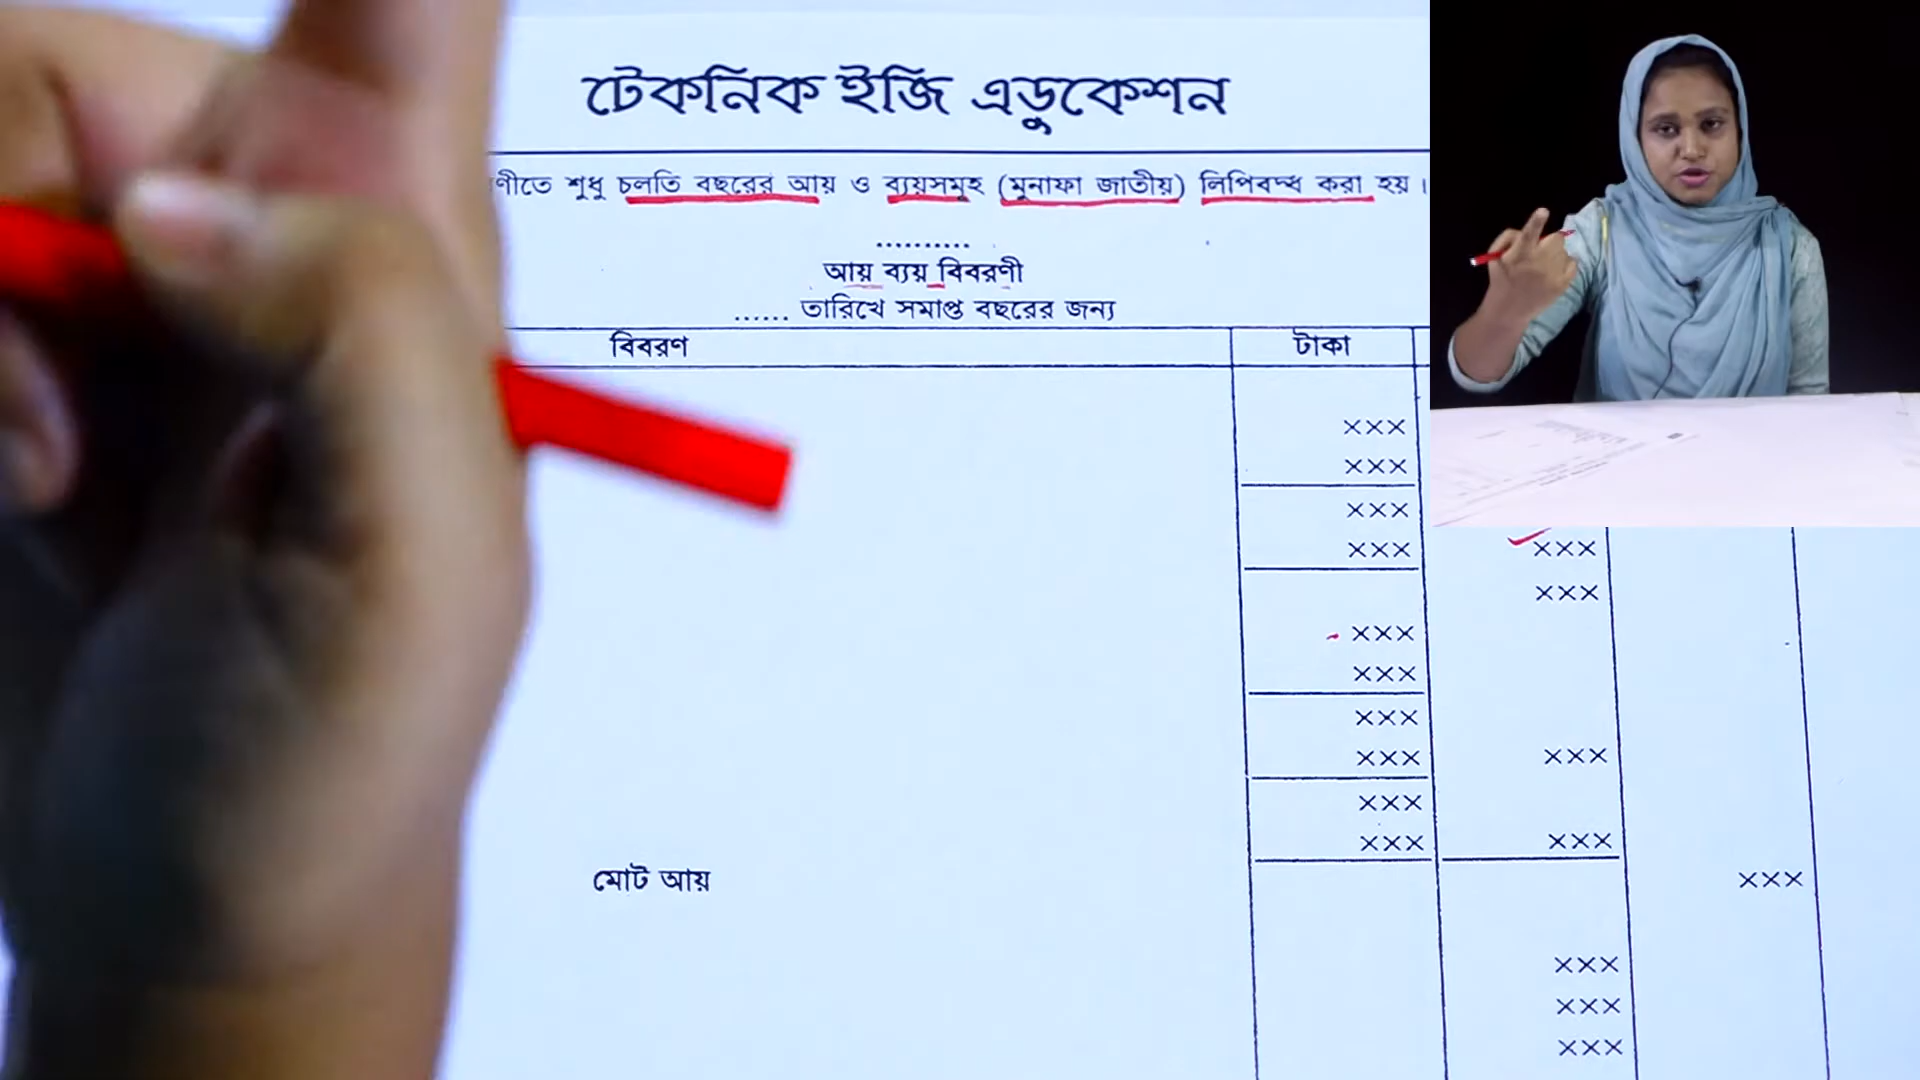 টেকনিক ইজি এডুকেশন
শুধু চলতি বছরের আয় ও ব্যয়সমূহ (মুনাফা জাতীয়) লিপিবদ্ধ করা হয়।
..........
আয় ব্যয় বিবরণী
...... তারিখে সমাপ্ত বছরের জন্য
বিবরণ টাকা
×××
×××
×××
××× ×××
×××
×××
×××
×××
××× ×××
×××
××× ×××
মোট আয় ×××
×××
×××
×××